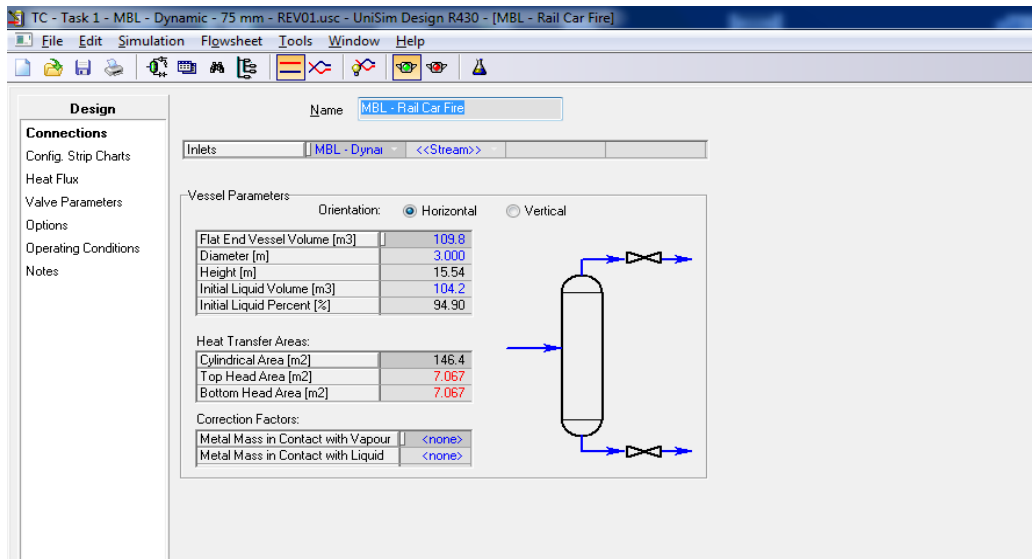 TC - Task 1 - MBL - Dynamic - 75 mm - REV01.usc - UniSim Design R430 - [MBL - Rail Car Fire]
File Edit Simulation Flowsheet Tools Window Help
Design
Connections
Config. Strip Charts
Heat Flux
Valve Parameters
Options
Operating Conditions
Notes
Name MBL - Rail Car Fire
Inlets MBL - Dynar <<Stream>>
Vessel Parameters
Orientation: Horizontal Vertical
Flat End Vessel Volume [m3] 109.8
Diameter [m] 3.000
Height [m] 15.54
Initial Liquid Volume [m3] 104.2
Initial Liquid Percent [%] 94.90
Heat Transfer Areas:
Cylindrical Area [m2] 146.4
Top Head Area [m2] 7.067
Bottom Head Area [m2] 7.067
Correction Factors:
Metal Mass in Contact with Vapour <none>
Metal Mass in Contact with Liquid <none>